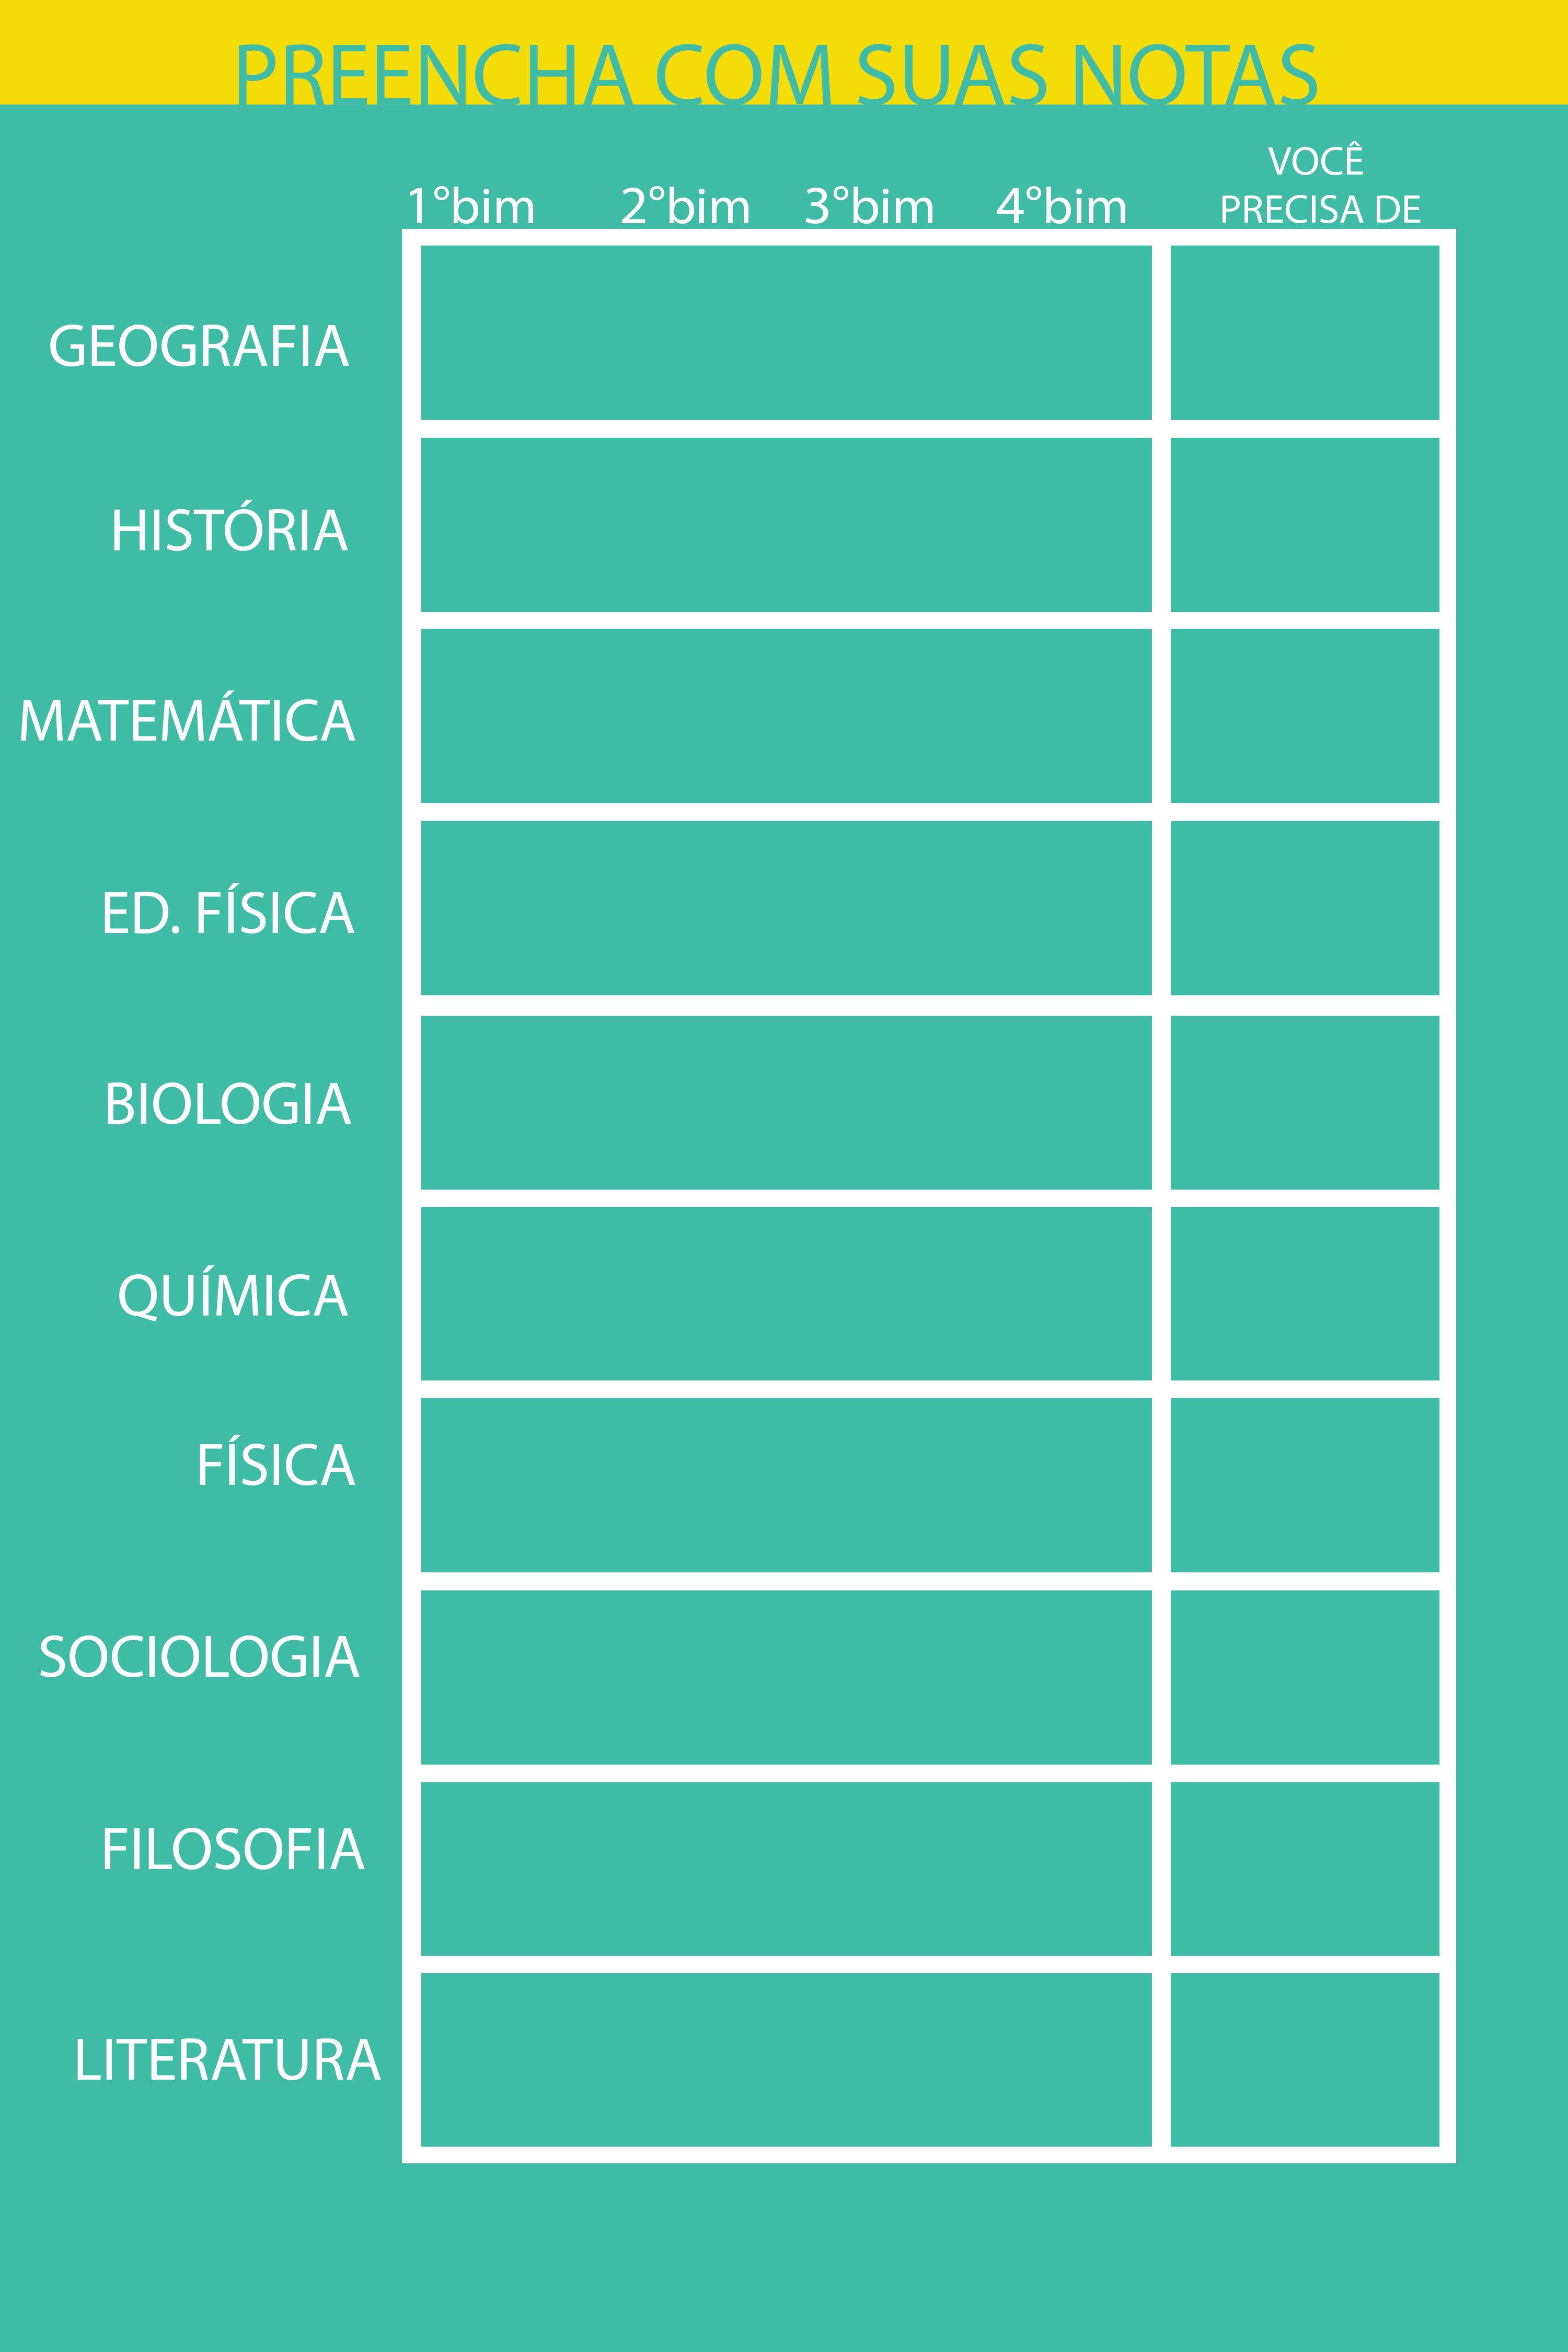 PREENCHA COM SUAS NOTAS
VOCÊ
1°bim 2°bim 3°bim 4°bim PRECISA DE
GEOGRAFIA
HISTÓRIA
MATEMÁTICA
ED. FÍSICA
BIOLOGIA
QUÍMICA
FÍSICA
SOCIOLOGIA
FILOSOFIA
LITERATURA